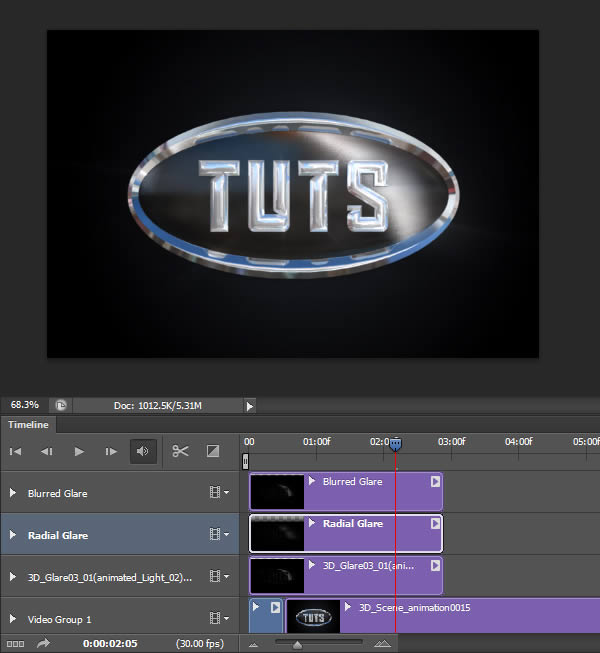 TUTS
68.3%
Doc: 1012.5K/5.31M
Timeline
00 01:00f 02:0 03:00f 04:00f 05:00f
Blurred Glare
Blurred Glare
Radial Glare
Radial Glare
3D_Glare03_01(animated_Light_02)...
3D_Glare03_01(ani...
Video Group 1
TUTS
3D_Scene_animation0015
0:00:02:05
(30.00 fps)